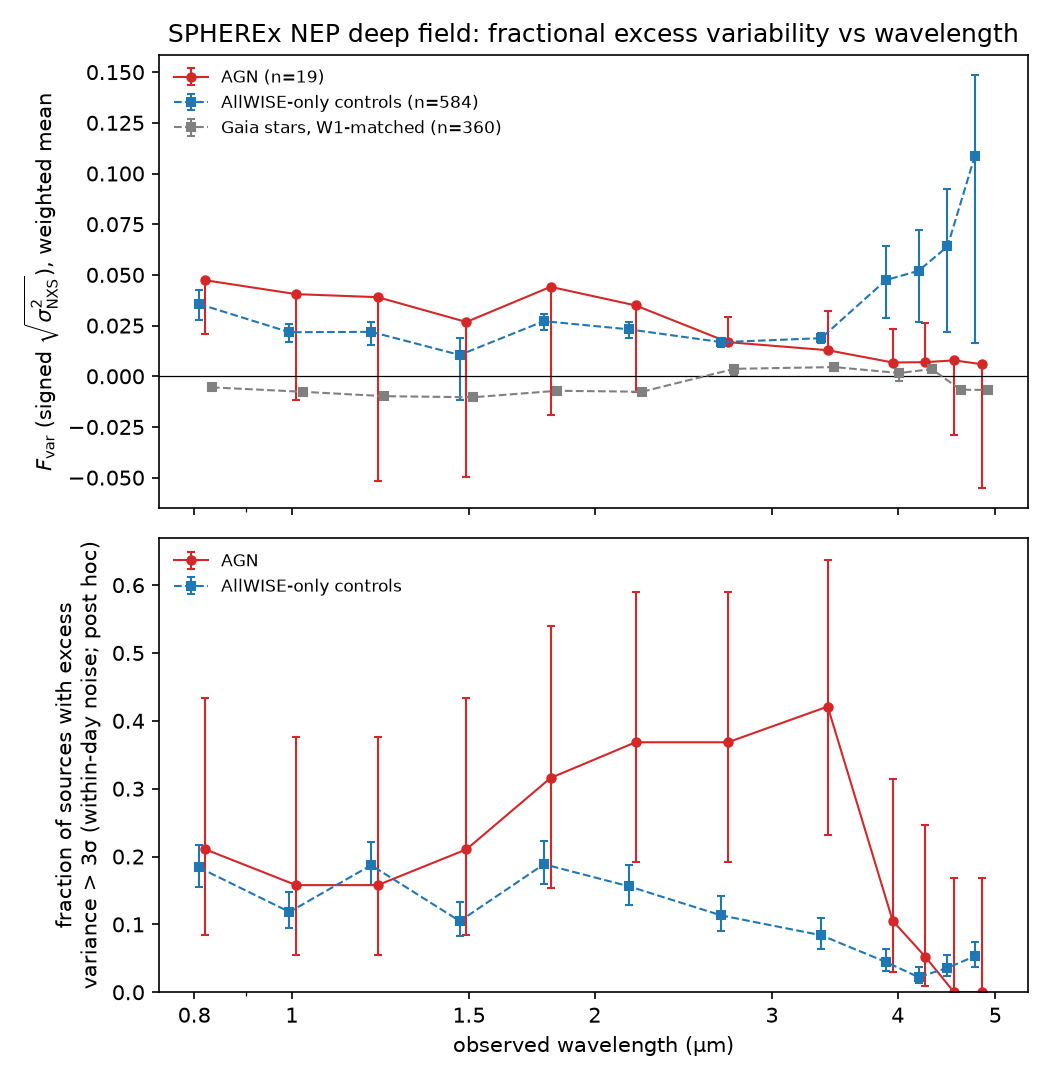 SPHEREx NEP deep field: fractional excess variability vs wavelength
AGN (n=19)
AllWISE-only controls (n=584)
Gaia stars, W1-matched (n=360)
F_var (signed √σ²_NXS), weighted mean
0.150
0.125
0.100
0.075
0.050
0.025
0.000
−0.025
−0.050
AGN
AllWISE-only controls
fraction of sources with excess
variance > 3σ (within-day noise; post hoc)
0.6
0.5
0.4
0.3
0.2
0.1
0.0
0.8 1 1.5 2 3 4 5
observed wavelength (µm)